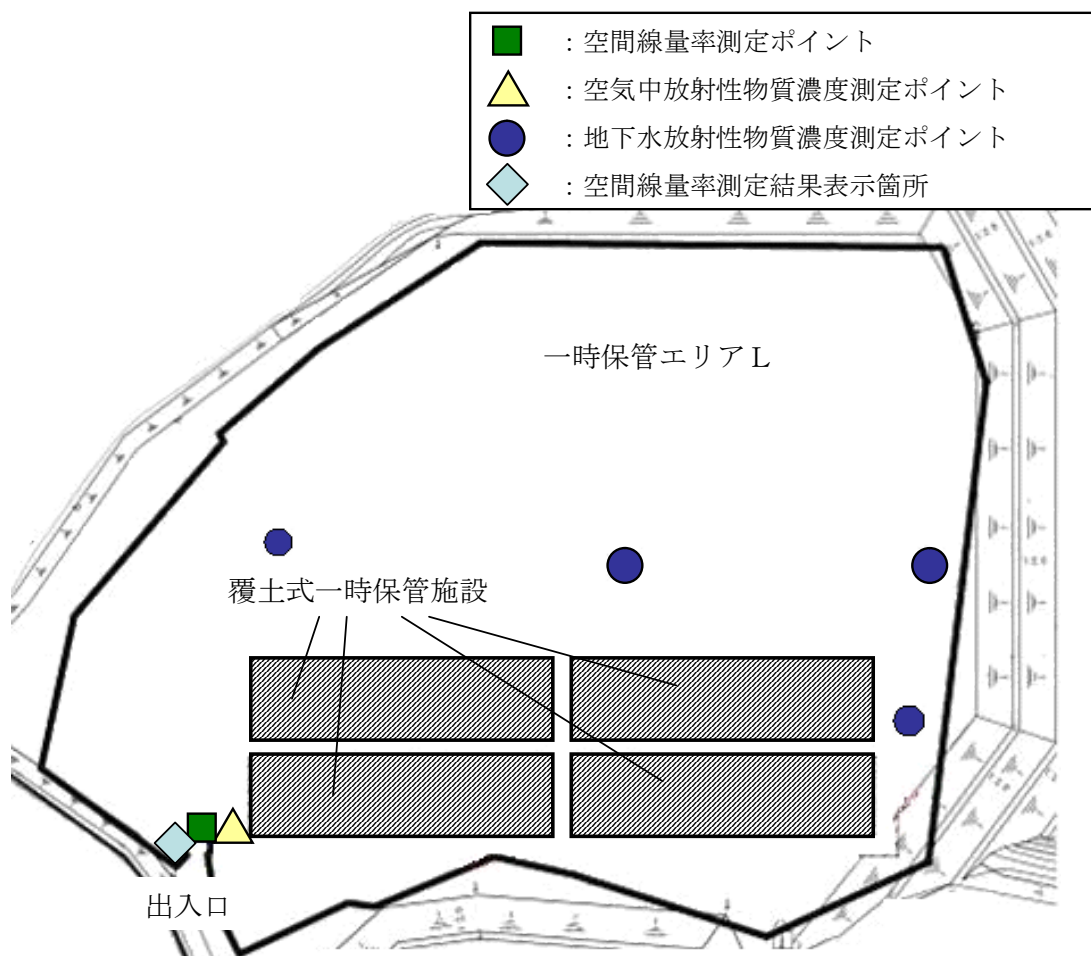 ：空間線量率測定ポイント
：空気中放射性物質濃度測定ポイント
：地下水放射性物質濃度測定ポイント
：空間線量率測定結果表示箇所
一時保管エリアＬ
覆土式一時保管施設
出入口